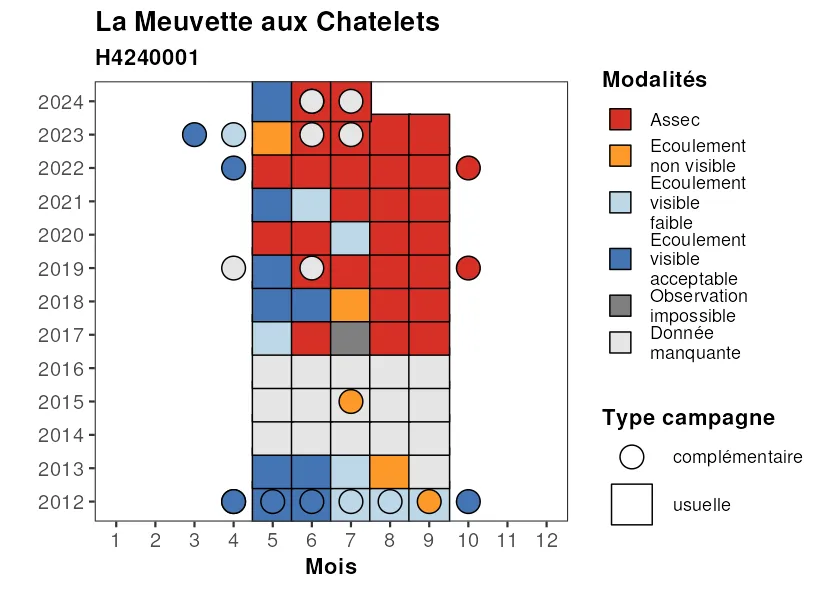 La Meuvette aux Chatelets
H4240001
2024
2023
2022
2021
2020
2019
2018
2017
2016
2015
2014
2013
2012
1 2 3 4 5 6 7 8 9 10 11 12
Mois
Modalités
Assec
Ecoulement
non visible
Ecoulement
visible
faible
Ecoulement
visible
acceptable
Observation
impossible
Donnée
manquante
Type campagne
complémentaire
usuelle